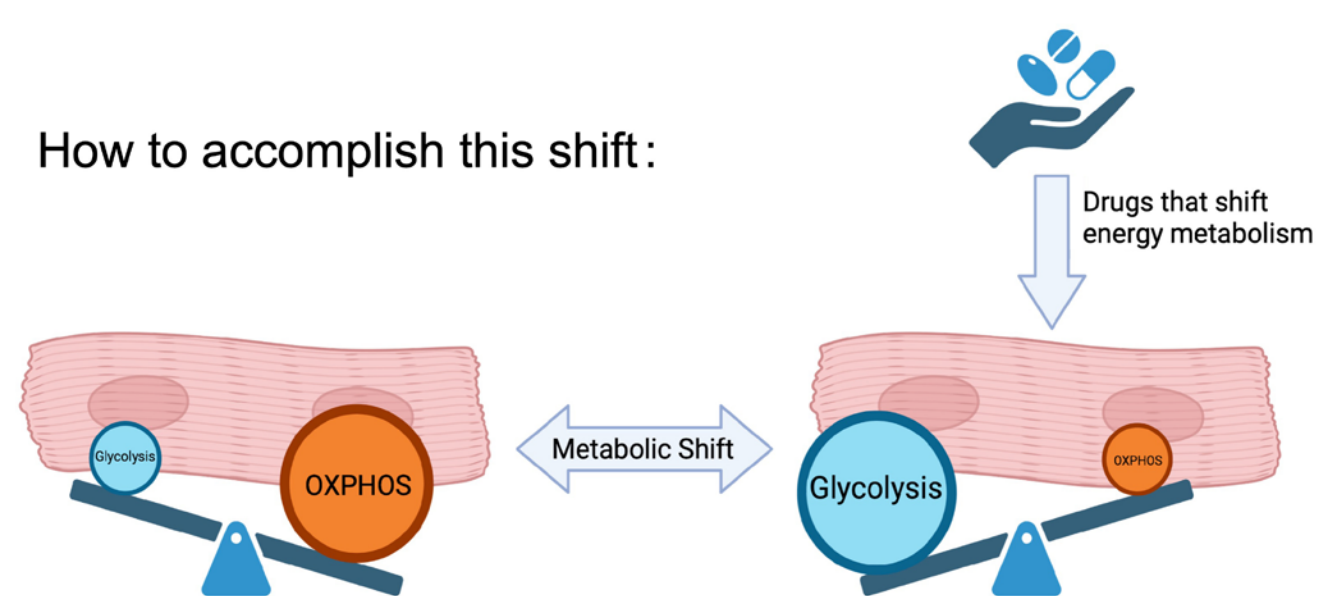 How to accomplish this shift:
Drugs that shift
energy metabolism
Glycolysis
OXPHOS
Metabolic Shift
Glycolysis
OXPHOS